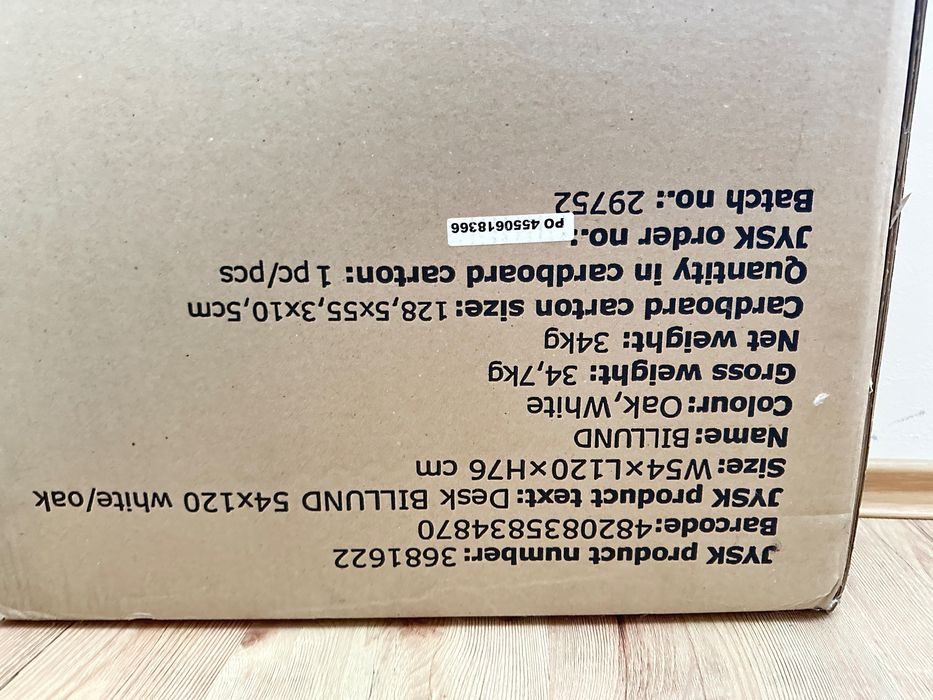 JYSK product number: 3681622
Barcode: 4820835834870
JYSK product text: Desk BILLUND 54x120 white/oak
Size: W54×L120×H76 cm
Name: BILLUND
Colour: Oak, White
Gross weight: 34,7kg
Net weight: 34kg
Cardboard carton size: 128,5x55,3x10,5cm
Quantity in cardboard carton: 1 pc/pcs
JYSK order no.: PO 4550618366
Batch no.: 29752